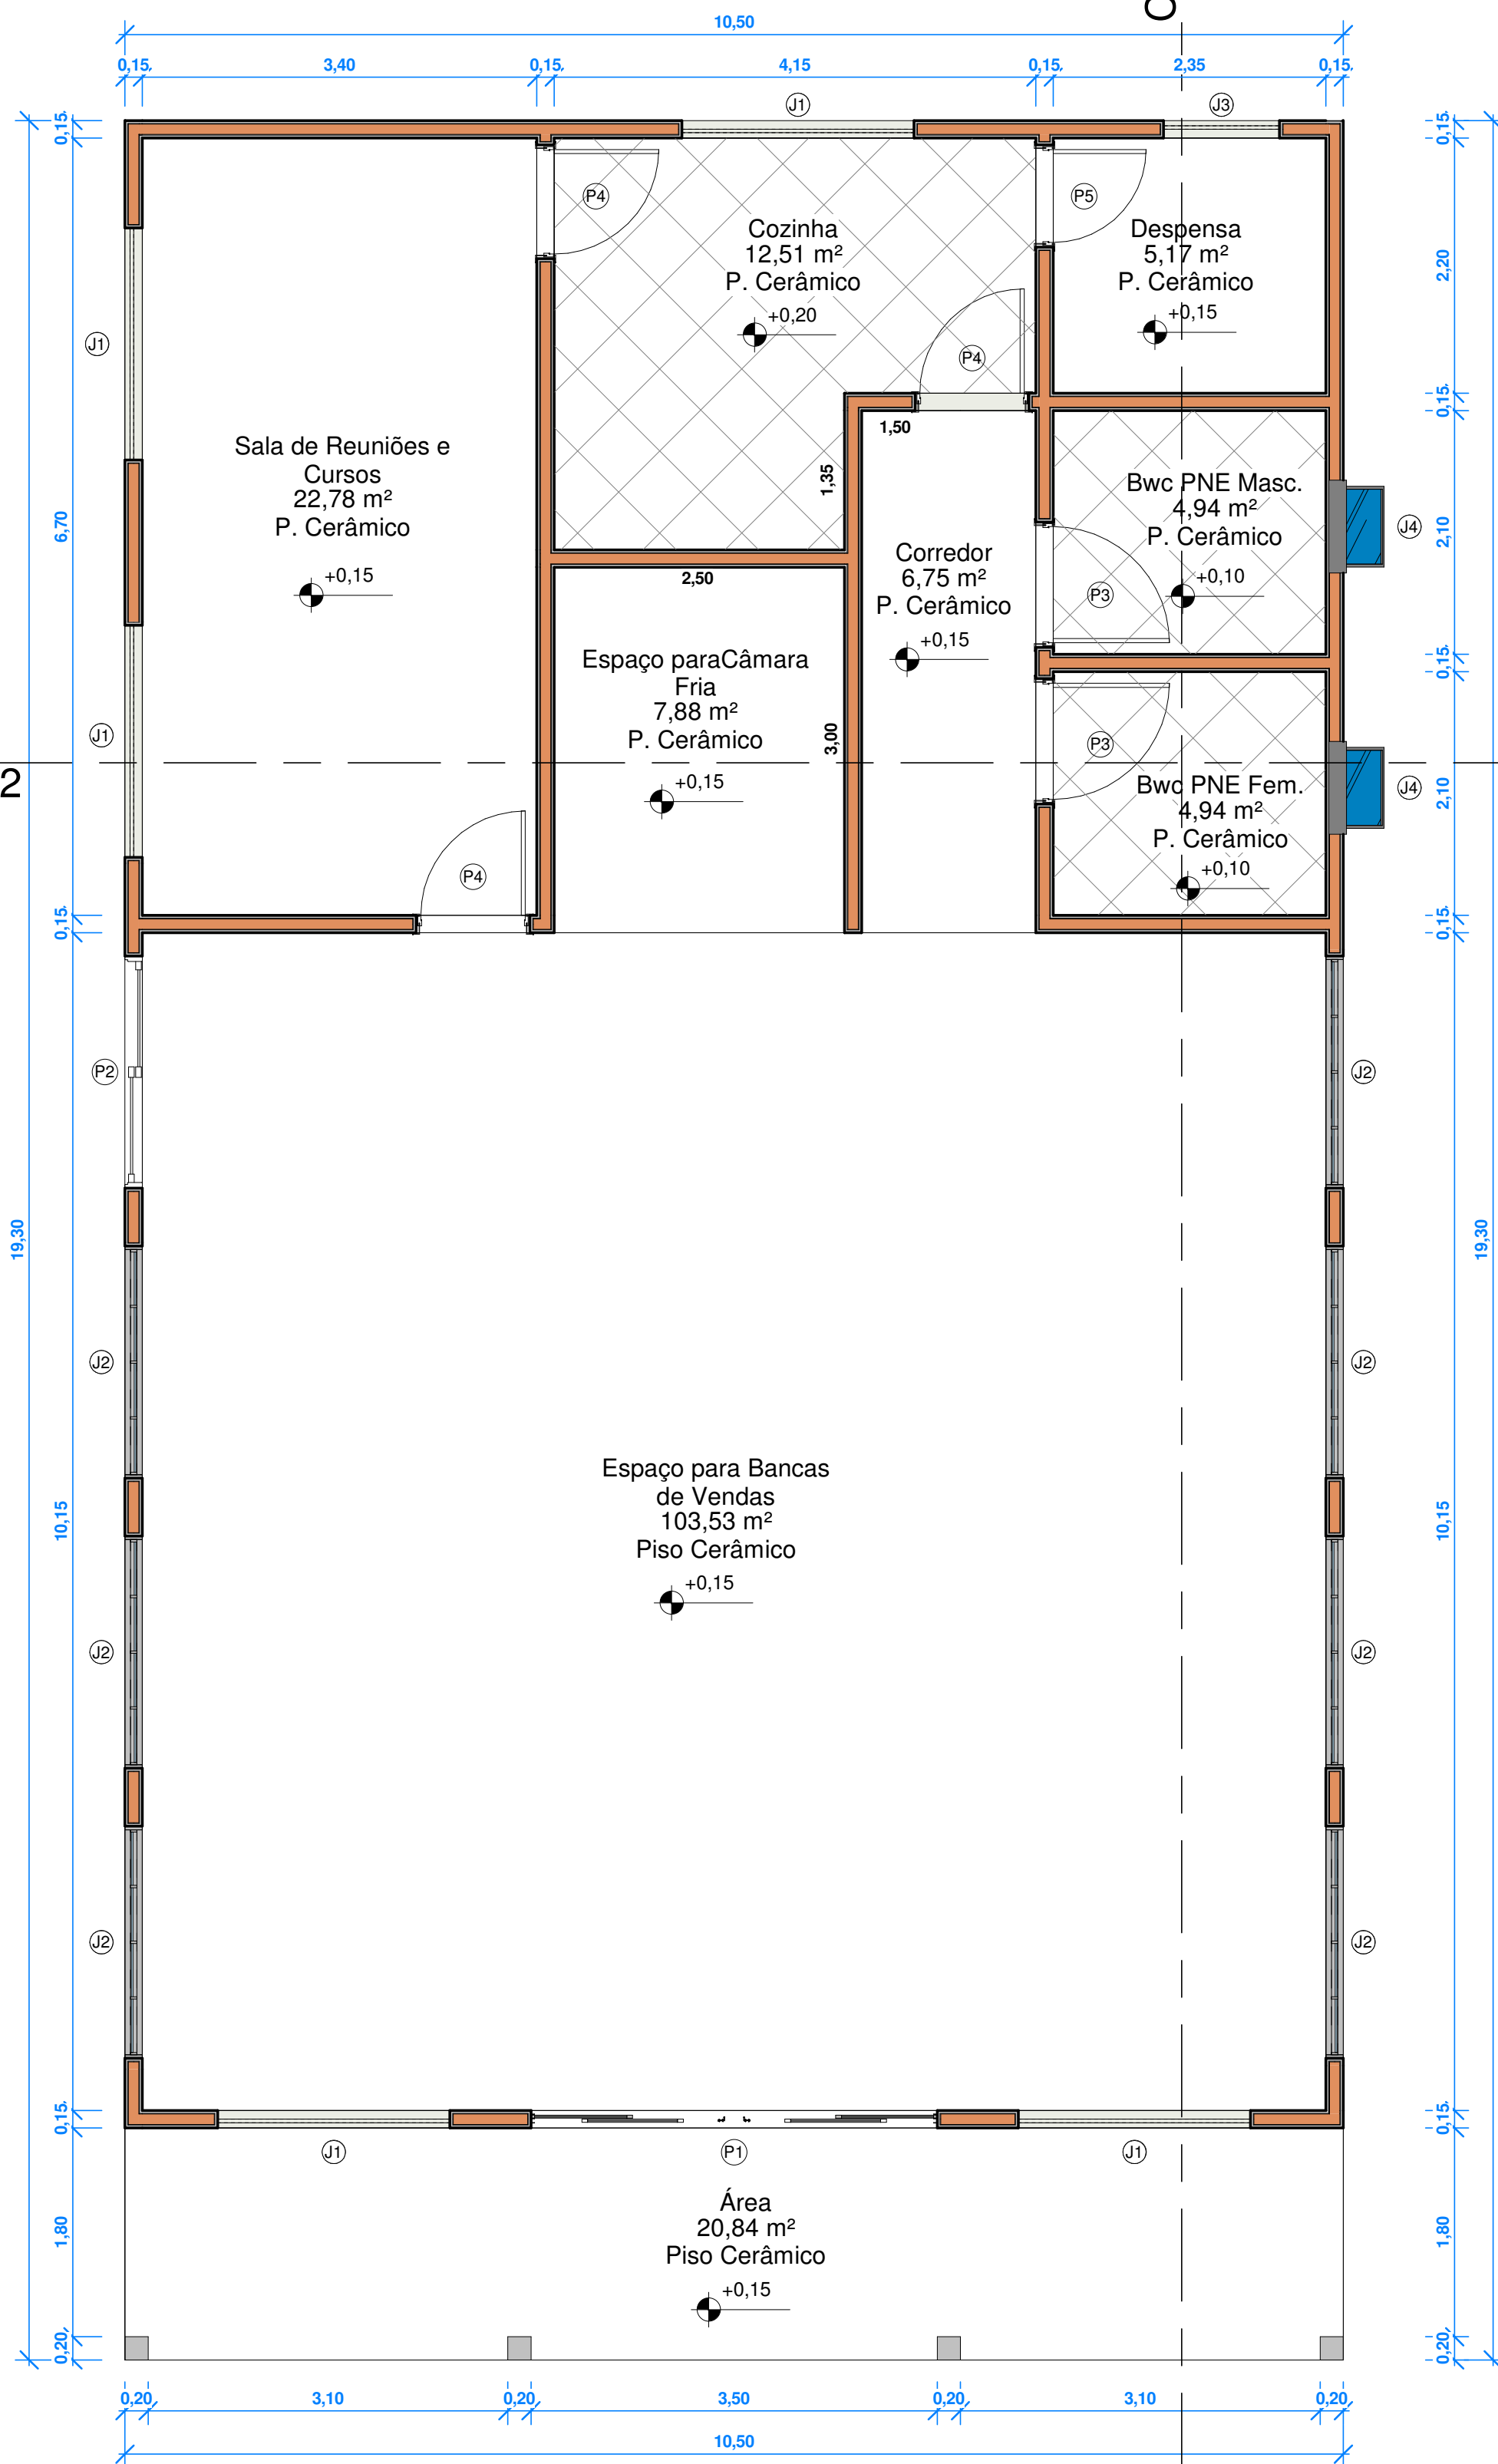 10,50
0,15 3,40 0,15 4,15 0,15 2,35 0,15
J1 J3
0,15 0,15
P4 P5
Cozinha
12,51 m²
P. Cerâmico
+0,20
Despensa
5,17 m²
P. Cerâmico
+0,15
2,20
J1
P4
0,15
1,50
1,35
Sala de Reuniões e
Cursos
22,78 m²
P. Cerâmico
+0,15
6,70
Bwc PNE Masc.
4,94 m²
P. Cerâmico
+0,10
P3
J4
2,10
Corredor
6,75 m²
P. Cerâmico
+0,15
2,50
Espaço paraCâmara
Fria
7,88 m²
P. Cerâmico
+0,15
3,00
0,15
J1
P3
2
Bwc PNE Fem.
4,94 m²
P. Cerâmico
+0,10
J4
2,10
P4
0,15 0,15
P2 J2
19,30 19,30
J2 J2
Espaço para Bancas
de Vendas
103,53 m²
Piso Cerâmico
+0,15
10,15 10,15
J2 J2
J2 J2
0,15 0,15
J1 P1 J1
Área
20,84 m²
Piso Cerâmico
+0,15
1,80 1,80
0,20 0,20
0,20 3,10 0,20 3,50 0,20 3,10 0,20
10,50